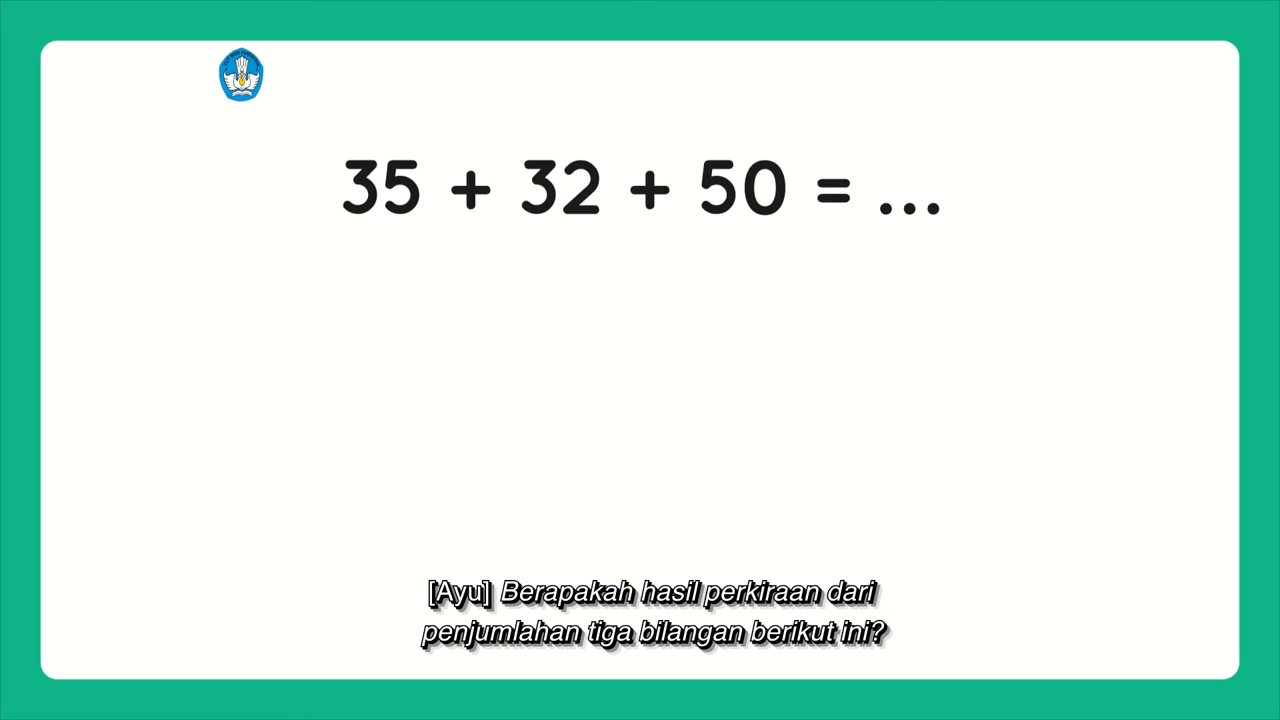 35 + 32 + 50 = ...
[Ayu] Berapakah hasil perkiraan dari
penjumlahan tiga bilangan berikut ini?